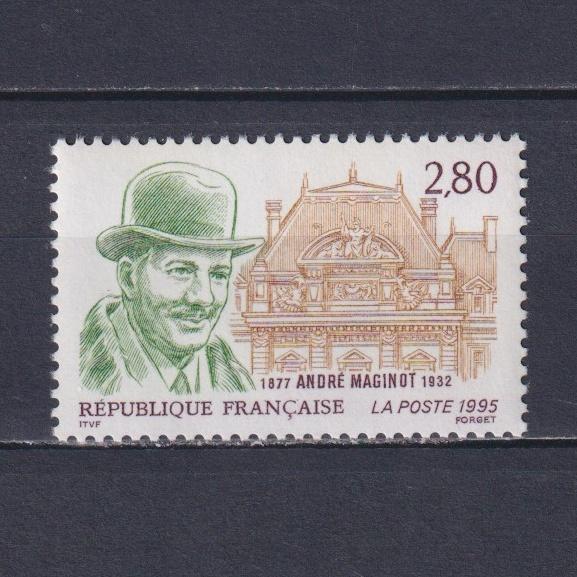 2,80
1877 ANDRÉ MAGINOT 1932
RÉPUBLIQUE FRANÇAISE LA POSTE 1995
ITVF FORGET